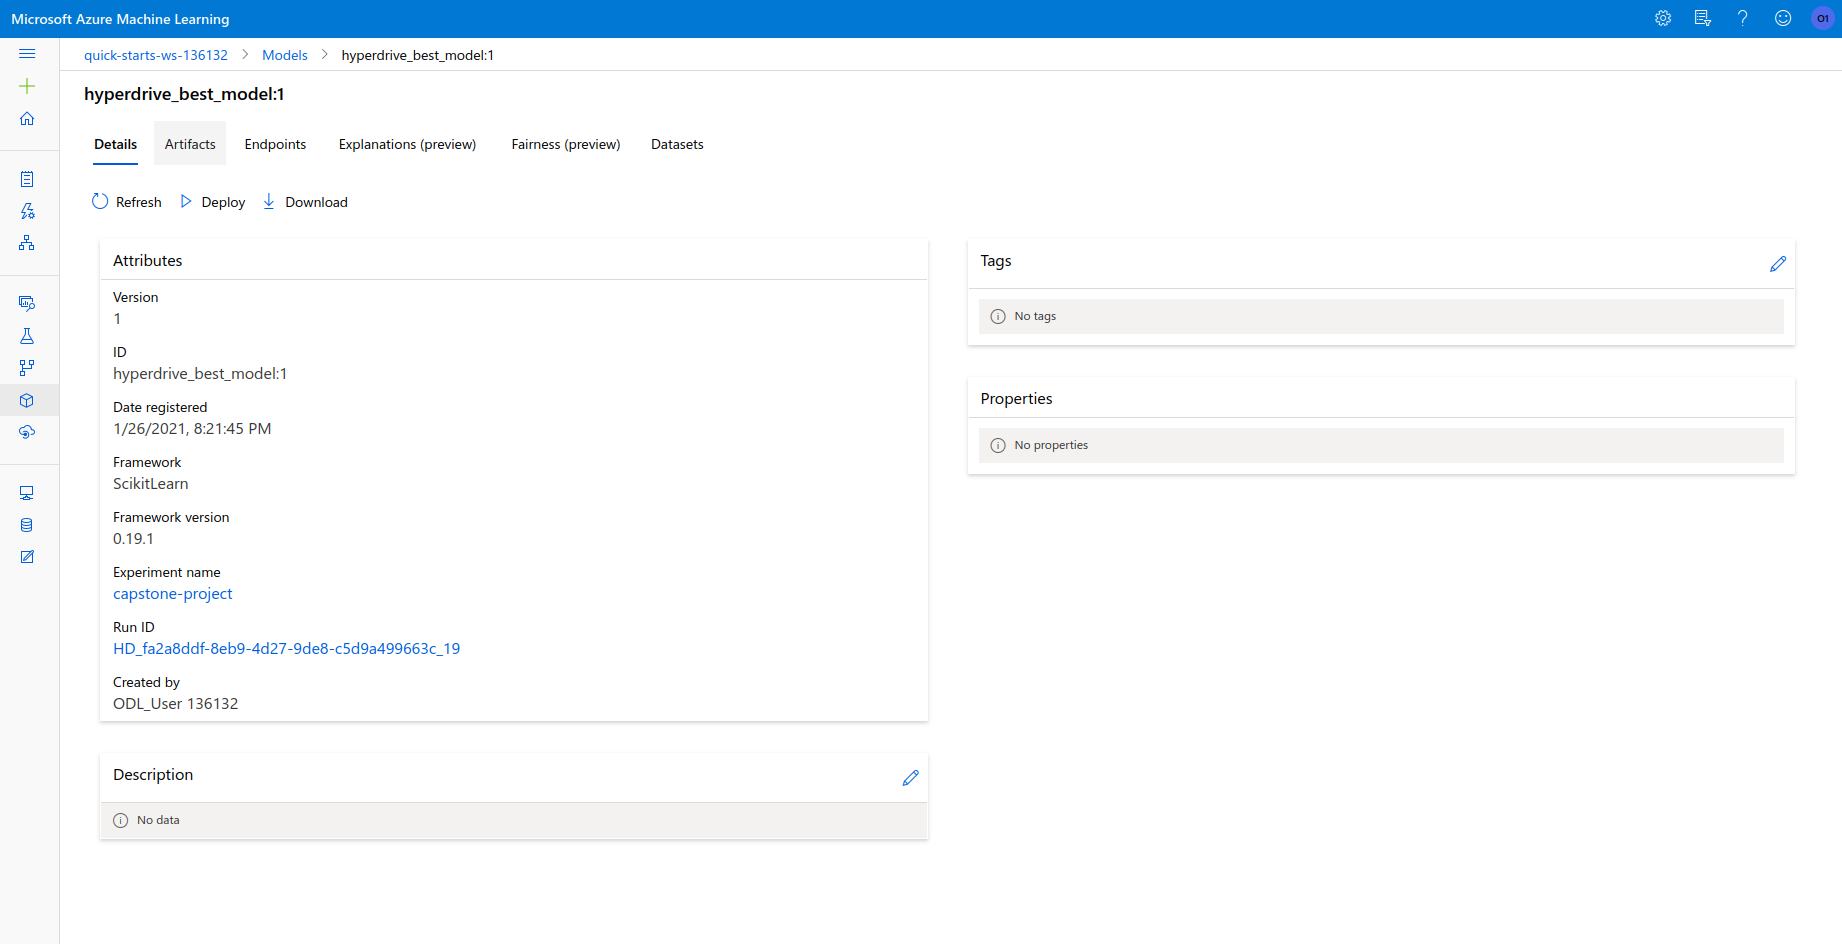 Microsoft Azure Machine Learning
O1
quick-starts-ws-136132 > Models > hyperdrive_best_model:1
hyperdrive_best_model:1
Details Artifacts Endpoints Explanations (preview) Fairness (preview) Datasets
Refresh Deploy Download
Attributes
Version
1
ID
hyperdrive_best_model:1
Date registered
1/26/2021, 8:21:45 PM
Framework
ScikitLearn
Framework version
0.19.1
Experiment name
capstone-project
Run ID
HD_fa2a8ddf-8eb9-4d27-9de8-c5d9a499663c_19
Created by
ODL_User 136132
Description
No data
Tags
No tags
Properties
No properties